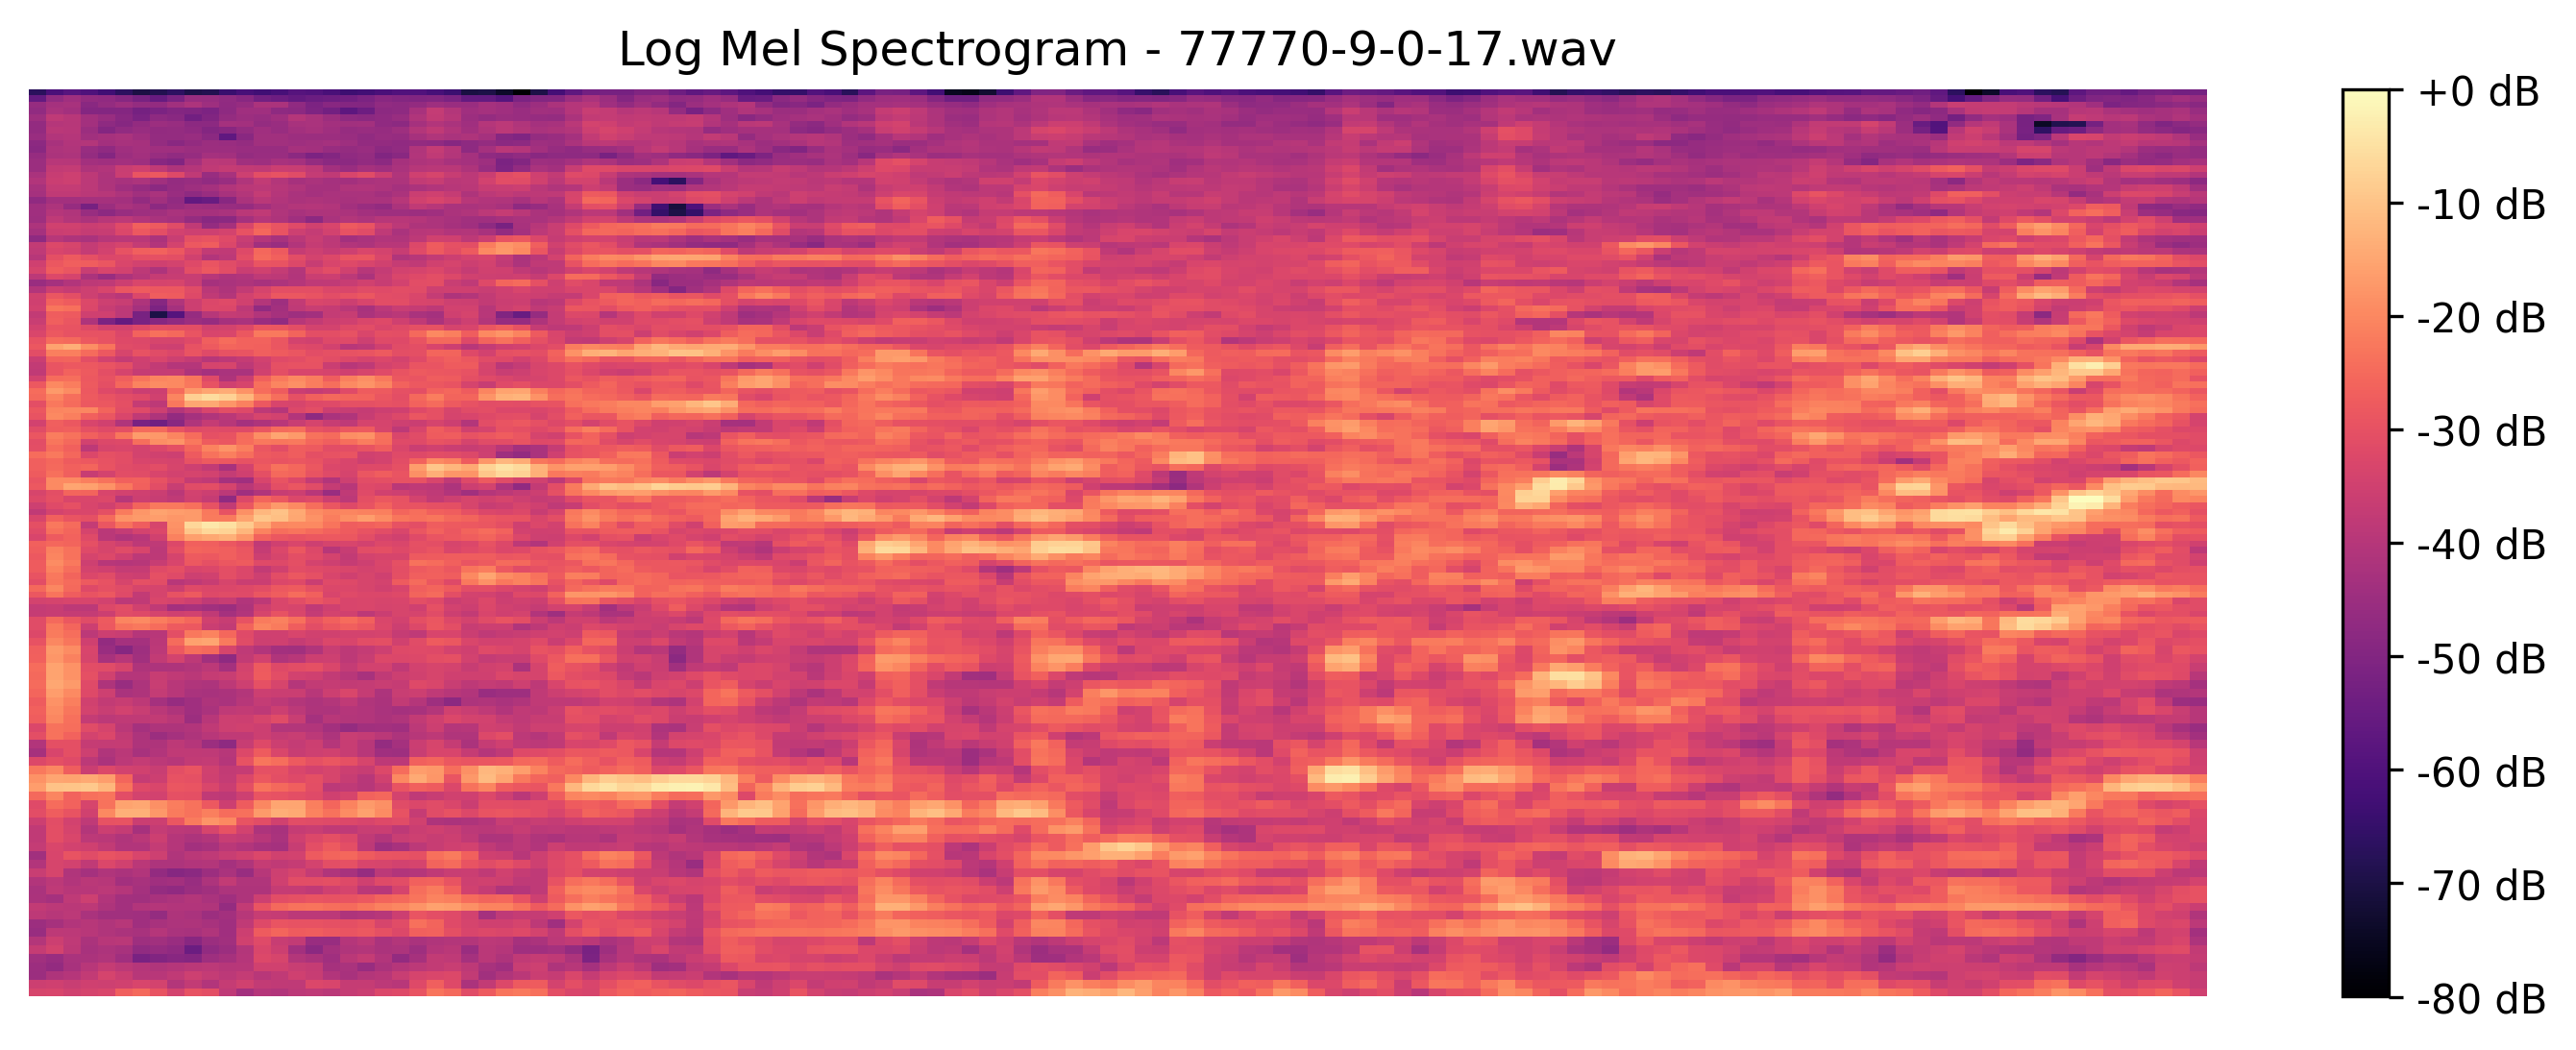 Log Mel Spectrogram - 77770-9-0-17.wav
+0 dB
-10 dB
-20 dB
-30 dB
-40 dB
-50 dB
-60 dB
-70 dB
-80 dB